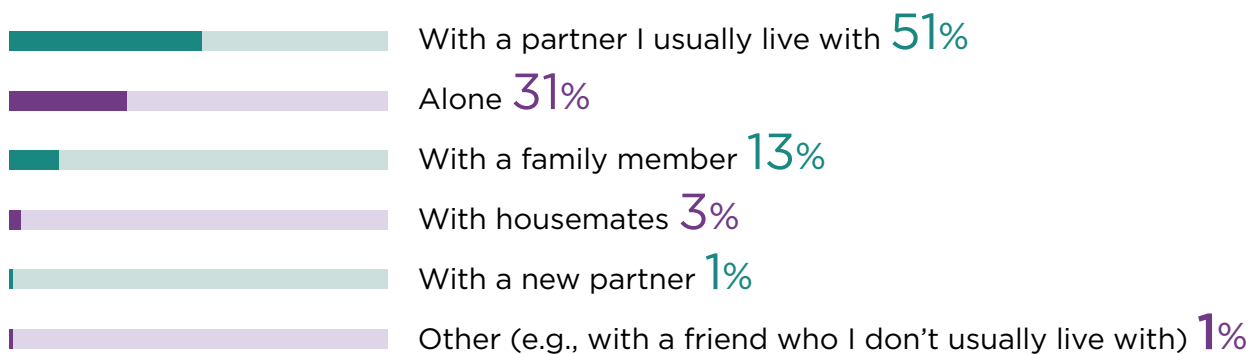 With a partner I usually live with 51%
Alone 31%
With a family member 13%
With housemates 3%
With a new partner 1%
Other (e.g., with a friend who I don’t usually live with) 1%